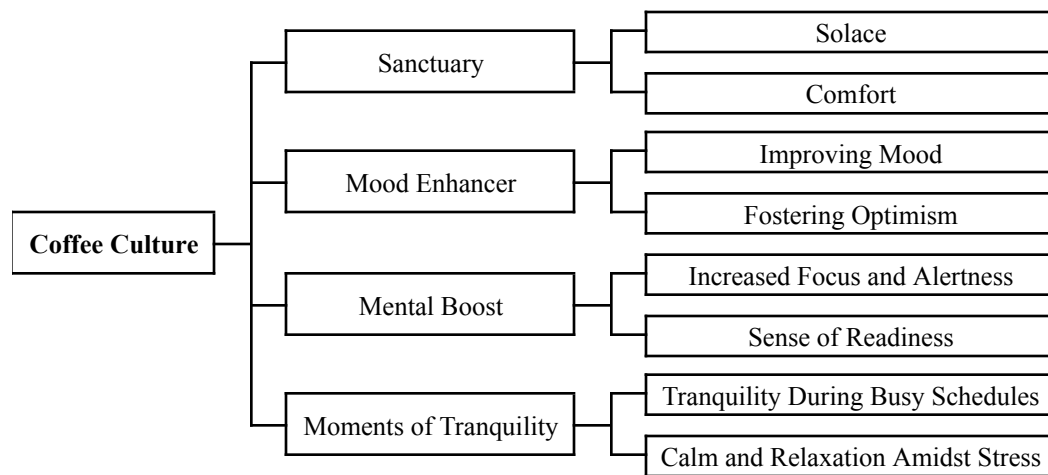 Coffee Culture
Sanctuary
Solace
Comfort
Mood Enhancer
Improving Mood
Fostering Optimism
Mental Boost
Increased Focus and Alertness
Sense of Readiness
Moments of Tranquility
Tranquility During Busy Schedules
Calm and Relaxation Amidst Stress